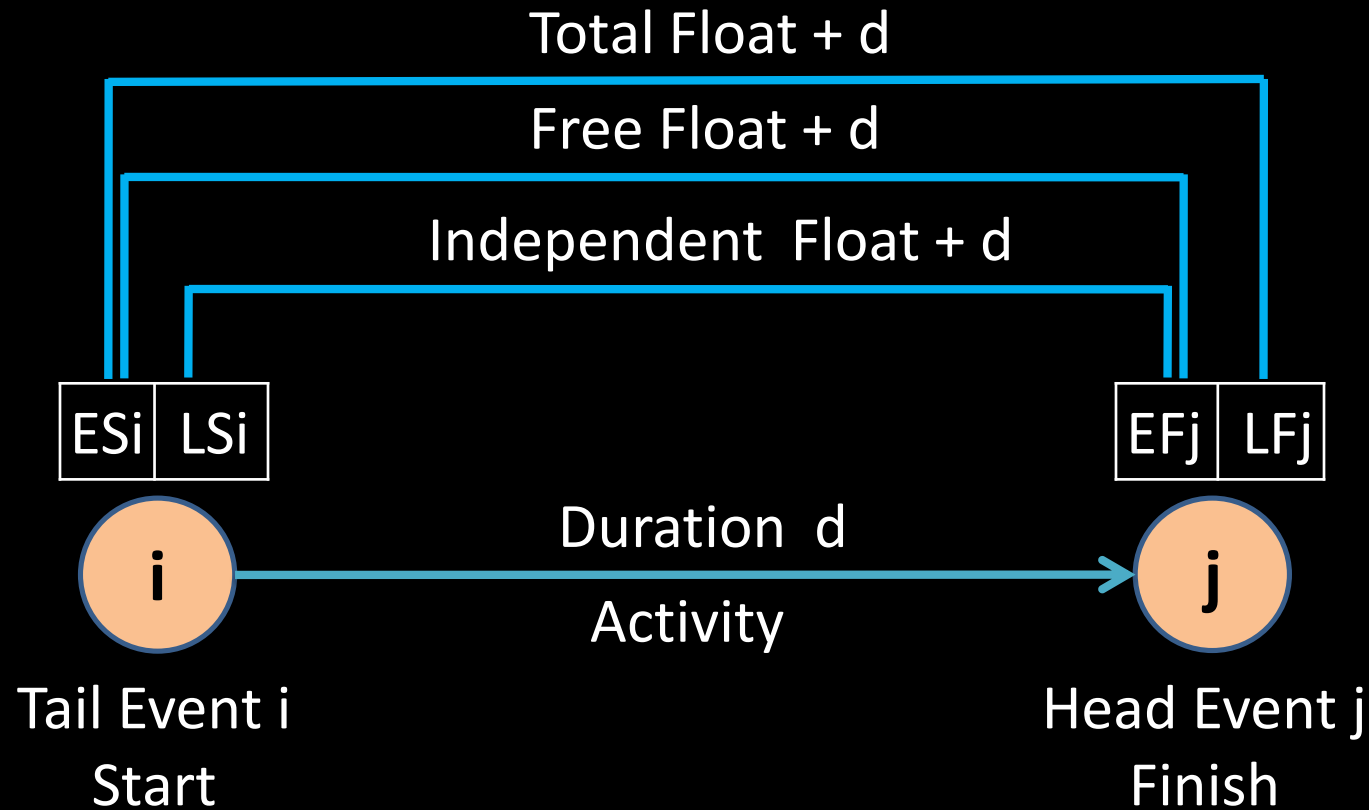 Total Float + d
Free Float + d
Independent Float + d
ESi LSi
EFj LFj
Duration d
i
j
Activity
Tail Event i
Start
Head Event j
Finish